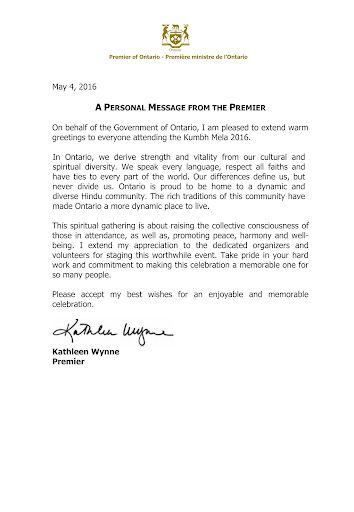 Ontario
Premier of Ontario - Première ministre de l'Ontario
May 4, 2016
A PERSONAL MESSAGE FROM THE PREMIER
On behalf of the Government of Ontario, I am pleased to extend warm
greetings to everyone attending the Kumbh Mela 2016.
In Ontario, we derive strength and vitality from our cultural and
spiritual diversity. We speak every language, respect all faiths and
have ties to every part of the world. Our differences define us, but
never divide us. Ontario is proud to be home to a dynamic and
diverse Hindu community. The rich traditions of this community have
made Ontario a more dynamic place to live.
This spiritual gathering is about raising the collective consciousness of
those in attendance, as well as, promoting peace, harmony and well-
being. I extend my appreciation to the dedicated organizers and
volunteers for staging this worthwhile event. Take pride in your hard
work and commitment to making this celebration a memorable one for
so many people.
Please accept my best wishes for an enjoyable and memorable
celebration.
Kathleen Wynne
Kathleen Wynne
Premier